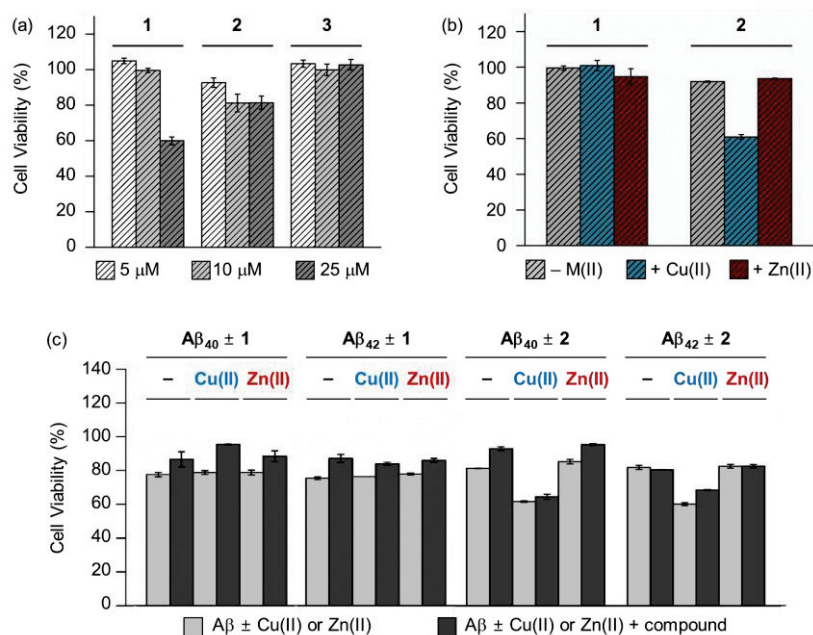 (a)
1 2 3
Cell Viability (%)
120
100
80
60
40
20
0
5 μM 10 μM 25 μM
(b)
1 2
Cell Viability (%)
120
100
80
60
40
20
0
– M(II) + Cu(II) + Zn(II)
(c)
Aβ40 ± 1 Aβ42 ± 1 Aβ40 ± 2 Aβ42 ± 2
– Cu(II) Zn(II) – Cu(II) Zn(II) – Cu(II) Zn(II) – Cu(II) Zn(II)
Cell Viability (%)
140
120
100
80
60
40
20
0
Aβ ± Cu(II) or Zn(II) Aβ ± Cu(II) or Zn(II) + compound